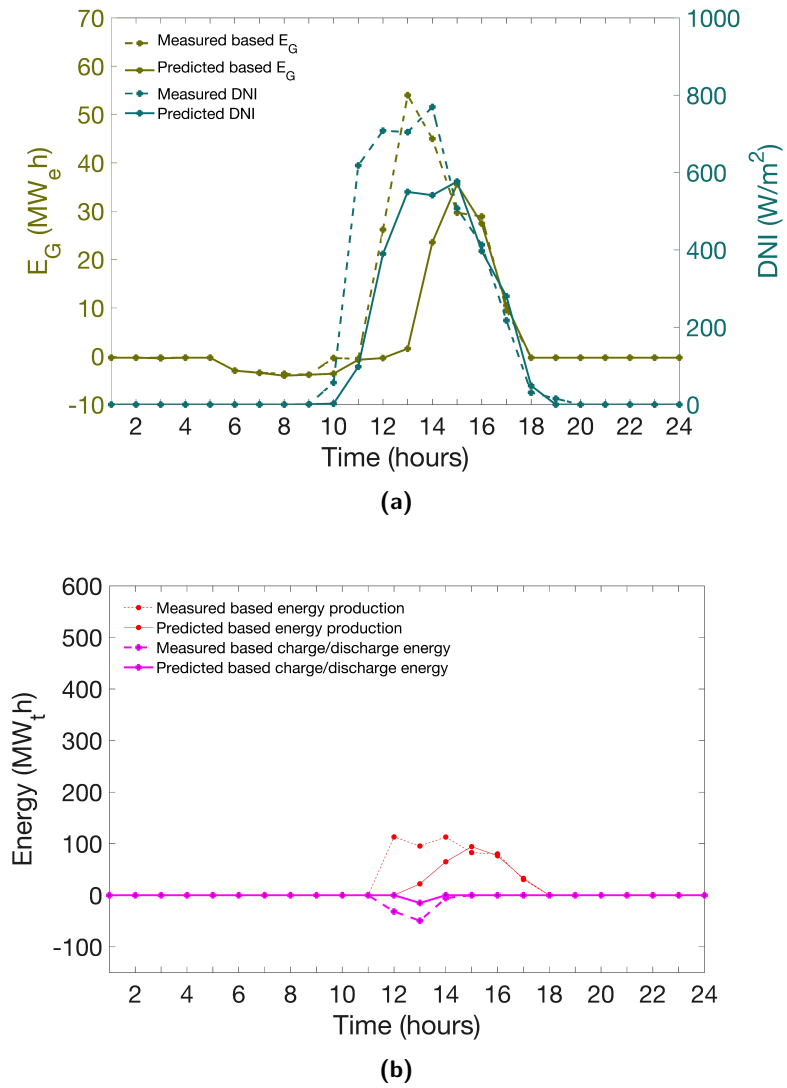 70
60
50
40
30
20
10
0
-10
E_G (MW_eh)
1000
800
600
400
200
0
DNI (W/m²)
Measured based E_G
Predicted based E_G
Measured DNI
Predicted DNI
2 4 6 8 10 12 14 16 18 20 22 24
Time (hours)
(a)
600
500
400
300
200
100
0
-100
Energy (MW_th)
Measured based energy production
Predicted based energy production
Measured based charge/discharge energy
Predicted based charge/discharge energy
2 4 6 8 10 12 14 16 18 20 22 24
Time (hours)
(b)